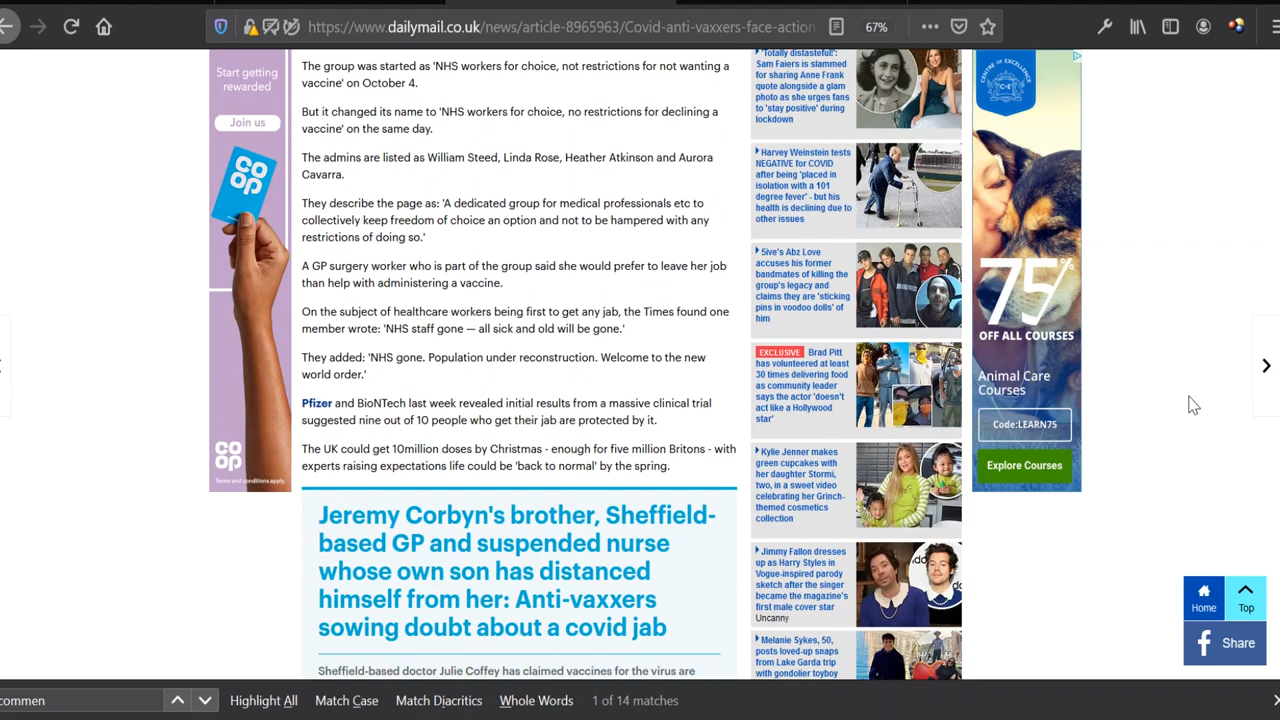 https://www.dailymail.co.uk/news/article-8965963/Covid-anti-vaxxers-face-action
67%
Start getting
rewarded
Join us
CO
OP
CO
OP
Terms and conditions apply.
The group was started as 'NHS workers for choice, not restrictions for not wanting a
vaccine' on October 4.
But it changed its name to 'NHS workers for choice, no restrictions for declining a
vaccine' on the same day.
The admins are listed as William Steed, Linda Rose, Heather Atkinson and Aurora
Cavarra.
They describe the page as: 'A dedicated group for medical professionals etc to
collectively keep freedom of choice an option and not to be hampered with any
restrictions of doing so.'
A GP surgery worker who is part of the group said she would prefer to leave her job
than help with administering a vaccine.
On the subject of healthcare workers being first to get any jab, the Times found one
member wrote: 'NHS staff gone — all sick and old will be gone.'
They added: 'NHS gone. Population under reconstruction. Welcome to the new
world order.'
Pfizer and BioNTech last week revealed initial results from a massive clinical trial
suggested nine out of 10 people who get their jab are protected by it.
The UK could get 10million doses by Christmas - enough for five million Britons - with
experts raising expectations life could be 'back to normal' by the spring.
Jeremy Corbyn's brother, Sheffield-
based GP and suspended nurse
whose own son has distanced
himself from her: Anti-vaxxers
sowing doubt about a covid jab
Sheffield-based doctor Julie Coffey has claimed vaccines for the virus are
'Totally distasteful':
Sam Faiers is slammed
for sharing Anne Frank
quote alongside a glam
photo as she urges fans
to 'stay positive' during
lockdown
Harvey Weinstein tests
NEGATIVE for COVID
after being 'placed in
isolation with a 101
degree fever' - but his
health is declining due to
other issues
5ive's Abz Love
accuses his former
bandmates of killing the
group's legacy and
claims they are 'sticking
pins in voodoo dolls' of
him
EXCLUSIVE Brad Pitt
has volunteered at least
30 times delivering food
as community leader
says the actor 'doesn't
act like a Hollywood
star'
Kylie Jenner makes
green cupcakes with
her daughter Stormi,
two, in a sweet video
celebrating her Grinch-
themed cosmetics
collection
Jimmy Fallon dresses
up as Harry Styles in
Vogue-inspired parody
sketch after the singer
became the magazine's
first male cover star
Uncanny
Melanie Sykes, 50,
posts loved-up snaps
from Lake Garda trip
with gondolier toyboy
CENTRE OF EXCELLENCE
75%
OFF ALL COURSES
Animal Care
Courses
Code:LEARN75
Explore Courses
Home
Top
Share
commen
Highlight All
Match Case
Match Diacritics
Whole Words
1 of 14 matches